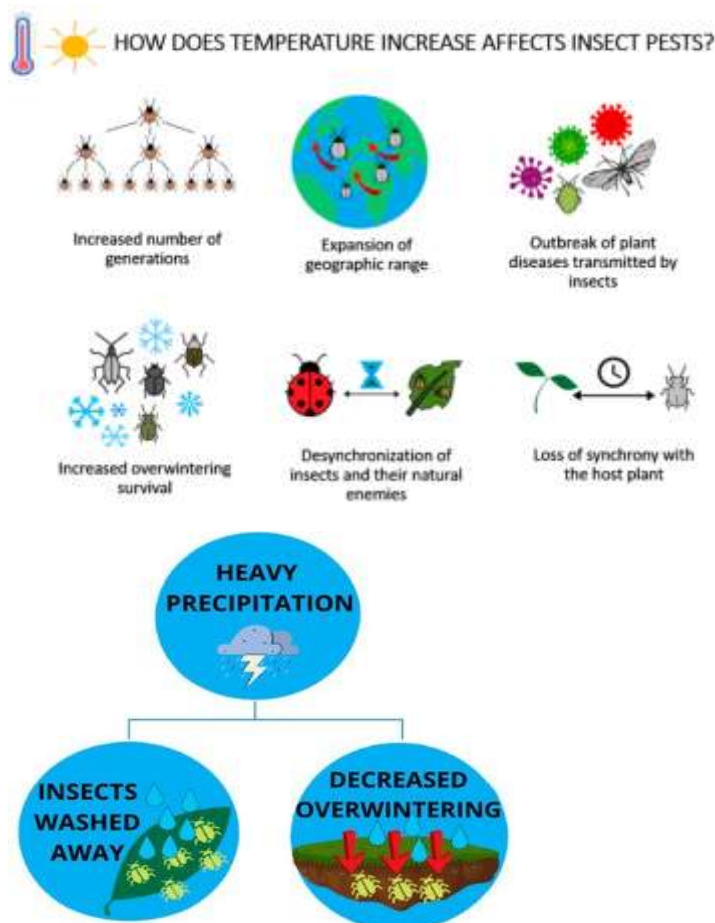 HOW DOES TEMPERATURE INCREASE AFFECTS INSECT PESTS?
Increased number of
generations
Expansion of
geographic range
Outbreak of plant
diseases transmitted by
insects
Increased overwintering
survival
Desynchronization of
insects and their natural
enemies
Loss of synchrony with
the host plant
HEAVY
PRECIPITATION
INSECTS
WASHED
AWAY
DECREASED
OVERWINTERING